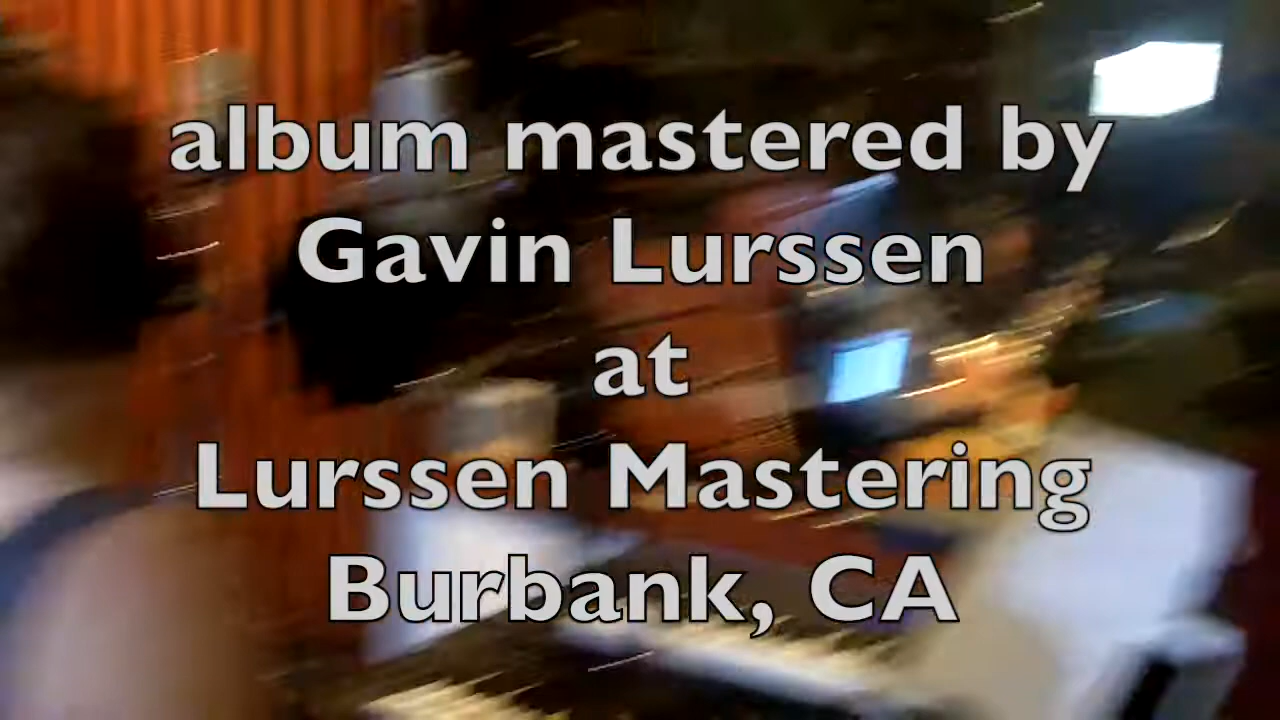 album mastered by
Gavin Lurssen
at
Lurssen Mastering
Burbank, CA